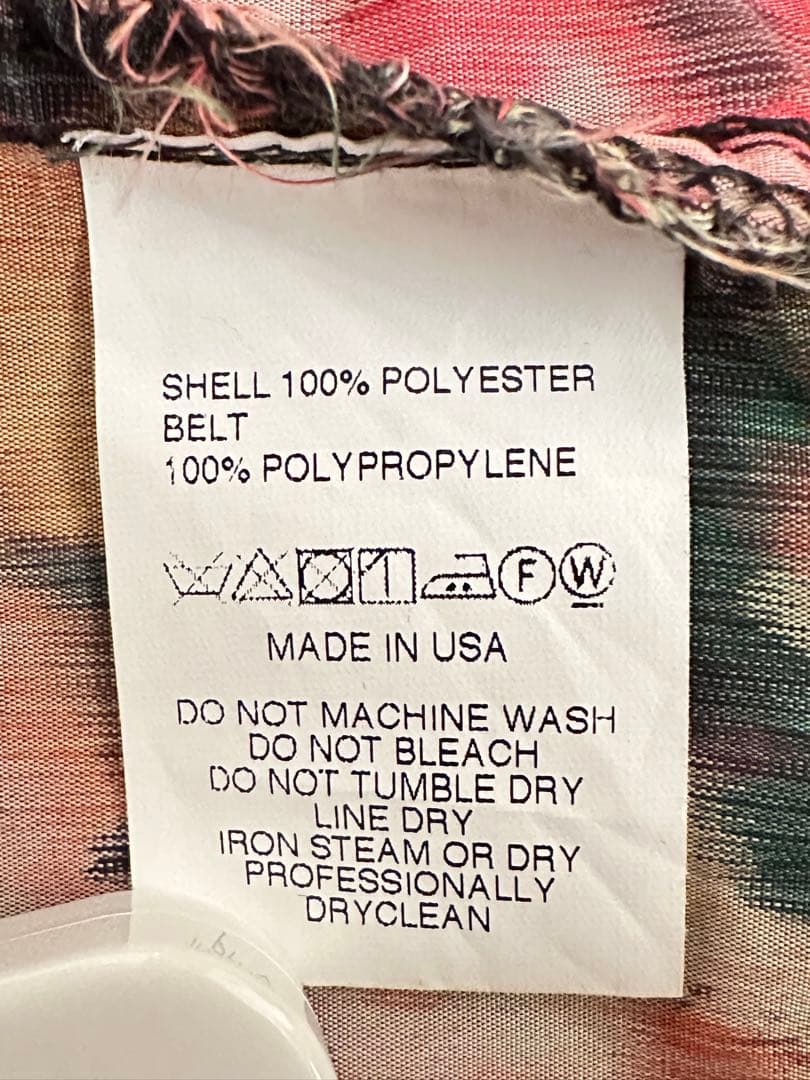 SHELL 100% POLYESTER
BELT
100% POLYPROPYLENE
F W
MADE IN USA
DO NOT MACHINE WASH
DO NOT BLEACH
DO NOT TUMBLE DRY
LINE DRY
IRON STEAM OR DRY
PROFESSIONALLY
DRYCLEAN